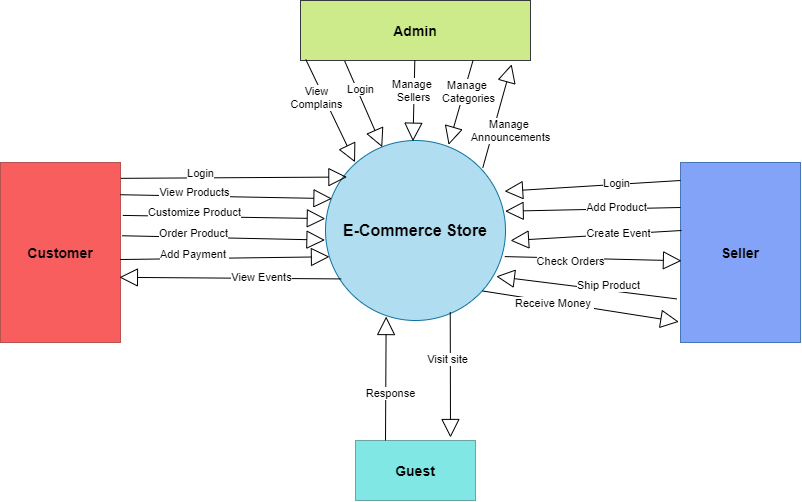 Admin
View
Complains
Login
Manage
Sellers
Manage
Categories
Manage
Announcements
Login
View Products
Customize Product
Order Product
Add Payment
View Events
Customer
E-Commerce Store
Login
Add Product
Create Event
Check Orders
Ship Product
Receive Money
Seller
Visit site
Response
Guest